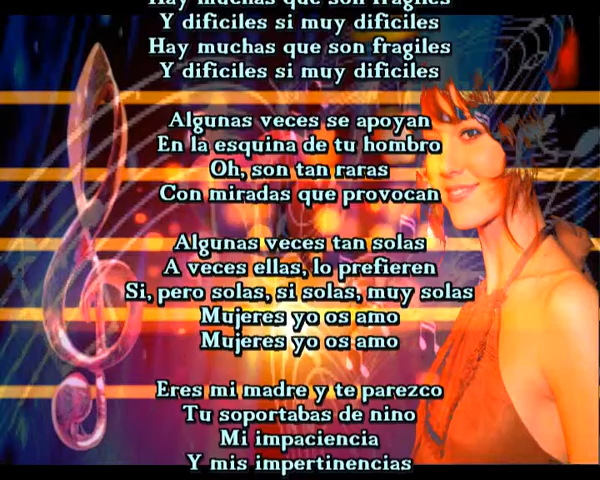 Hay muchas que son fragiles
Y dificiles si muy dificiles
Hay muchas que son fragiles
Y dificiles si muy dificiles
Algunas veces se apoyan
En la esquina de tu hombro
Oh, son tan raras
Con miradas que provocan
Algunas veces tan solas
A veces ellas, lo prefieren
Si, pero solas, si solas, muy solas
Mujeres yo os amo
Mujeres yo os amo
Eres mi madre y te parezco
Tu soportabas de nino
Mi impaciencia
Y mis impertinencias